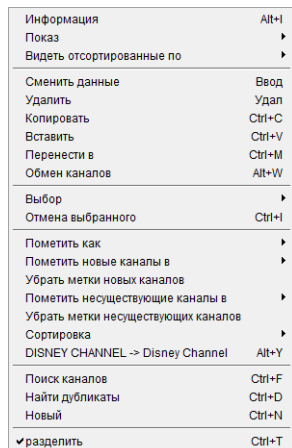 Информация Alt+I
Показ
Видеть отсортированные по
Сменить данные Ввод
Удалить Удал
Копировать Ctrl+C
Вставить Ctrl+V
Перенести в Ctrl+M
Обмен каналов Alt+W
Выбор
Отмена выбранного Ctrl+I
Пометить как
Пометить новые каналы в
Убрать метки новых каналов
Пометить несуществующие каналы в
Убрать метки несуществующих каналов
Сортировка
DISNEY CHANNEL -> Disney Channel Alt+Y
Поиск каналов Ctrl+F
Найти дубликаты Ctrl+D
Новый Ctrl+N
✔разделить Ctrl+T